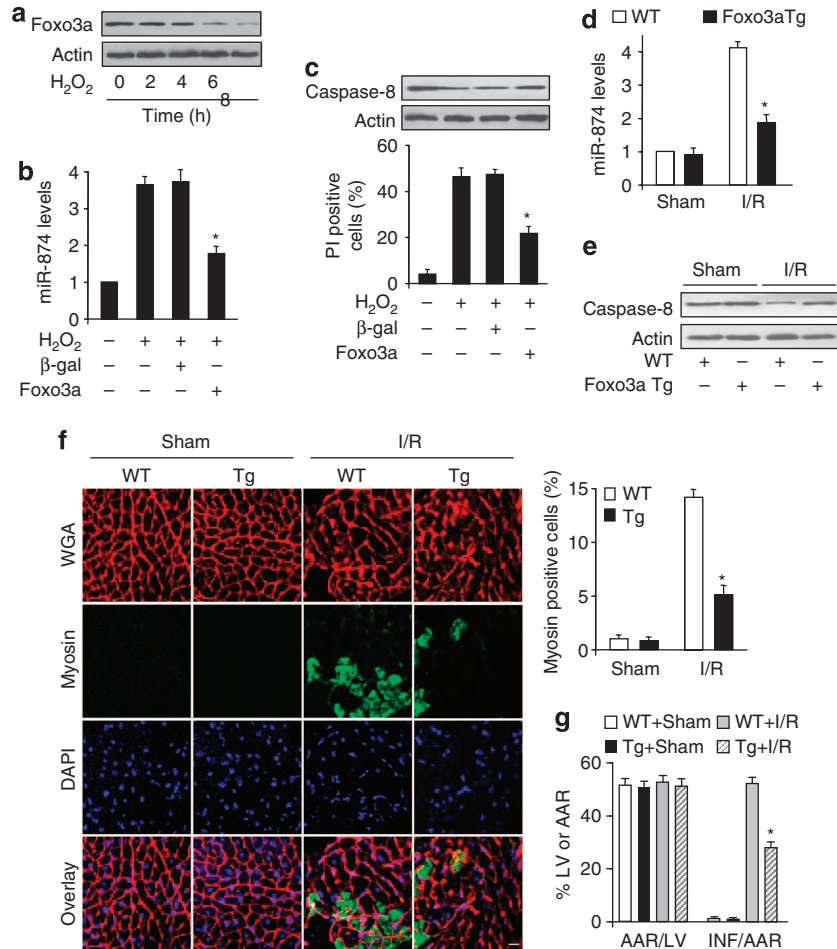 a
Foxo3a
Actin
H2O2 0 2 4 6 8
Time (h)
b
miR-874 levels
4
3
2
1
0
*
H2O2 – + + +
β-gal – – + –
Foxo3a – – – +
c
Caspase-8
Actin
PI positive cells (%)
60
40
20
0
*
H2O2 – + + +
β-gal – – + –
Foxo3a – – – +
d
WT Foxo3aTg
miR-874 levels
4
3
2
1
0
*
Sham I/R
e
Sham I/R
Caspase-8
Actin
WT + – + –
Foxo3a Tg – + – +
f
Sham I/R
WT Tg WT Tg
WGA
Myosin
DAPI
Overlay
Myosin positive cells (%)
15
10
5
0
WT
Tg
*
Sham I/R
g
WT+Sham WT+I/R
Tg+Sham Tg+I/R
% LV or AAR
60
40
20
0
*
AAR/LV INF/AAR